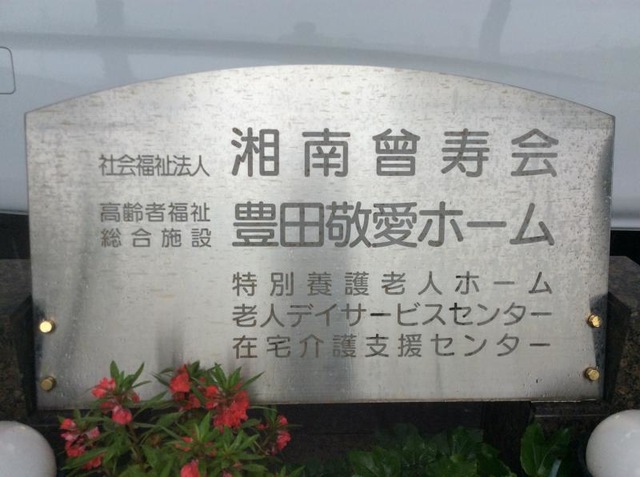 社会福祉法人 湘南曾寿会
高齢者福祉
総合施設 豊田敬愛ホーム
特別養護老人ホーム
老人デイサービスセンター
在宅介護支援センター